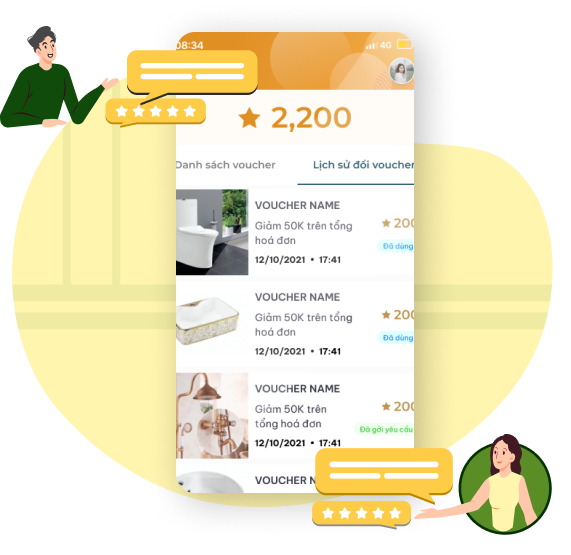 08:34 4G
2,200
Danh sách voucher Lịch sử đổi voucher
VOUCHER NAME
Giảm 50K trên tổng
hoá đơn
200
Đã dùng
12/10/2021 • 17:41
VOUCHER NAME
Giảm 50K trên tổng
hoá đơn
200
Đã dùng
12/10/2021 • 17:41
VOUCHER NAME
Giảm 50K trên
tổng hoá đơn
200
Đã gởi yêu cầu
12/10/2021 • 17:41
VOUCHER N